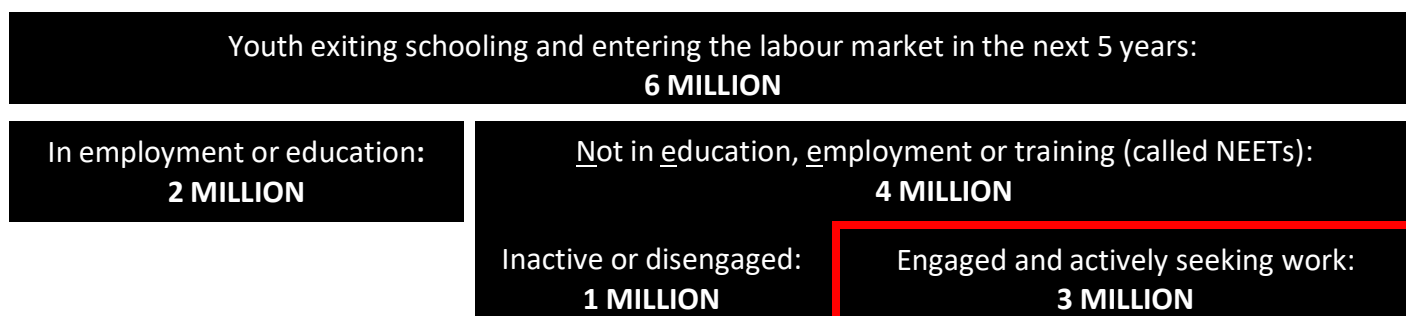 Youth exiting schooling and entering the labour market in the next 5 years:
6 MILLION
In employment or education:
2 MILLION
Not in education, employment or training (called NEETs):
4 MILLION
Inactive or disengaged:
1 MILLION
Engaged and actively seeking work:
3 MILLION